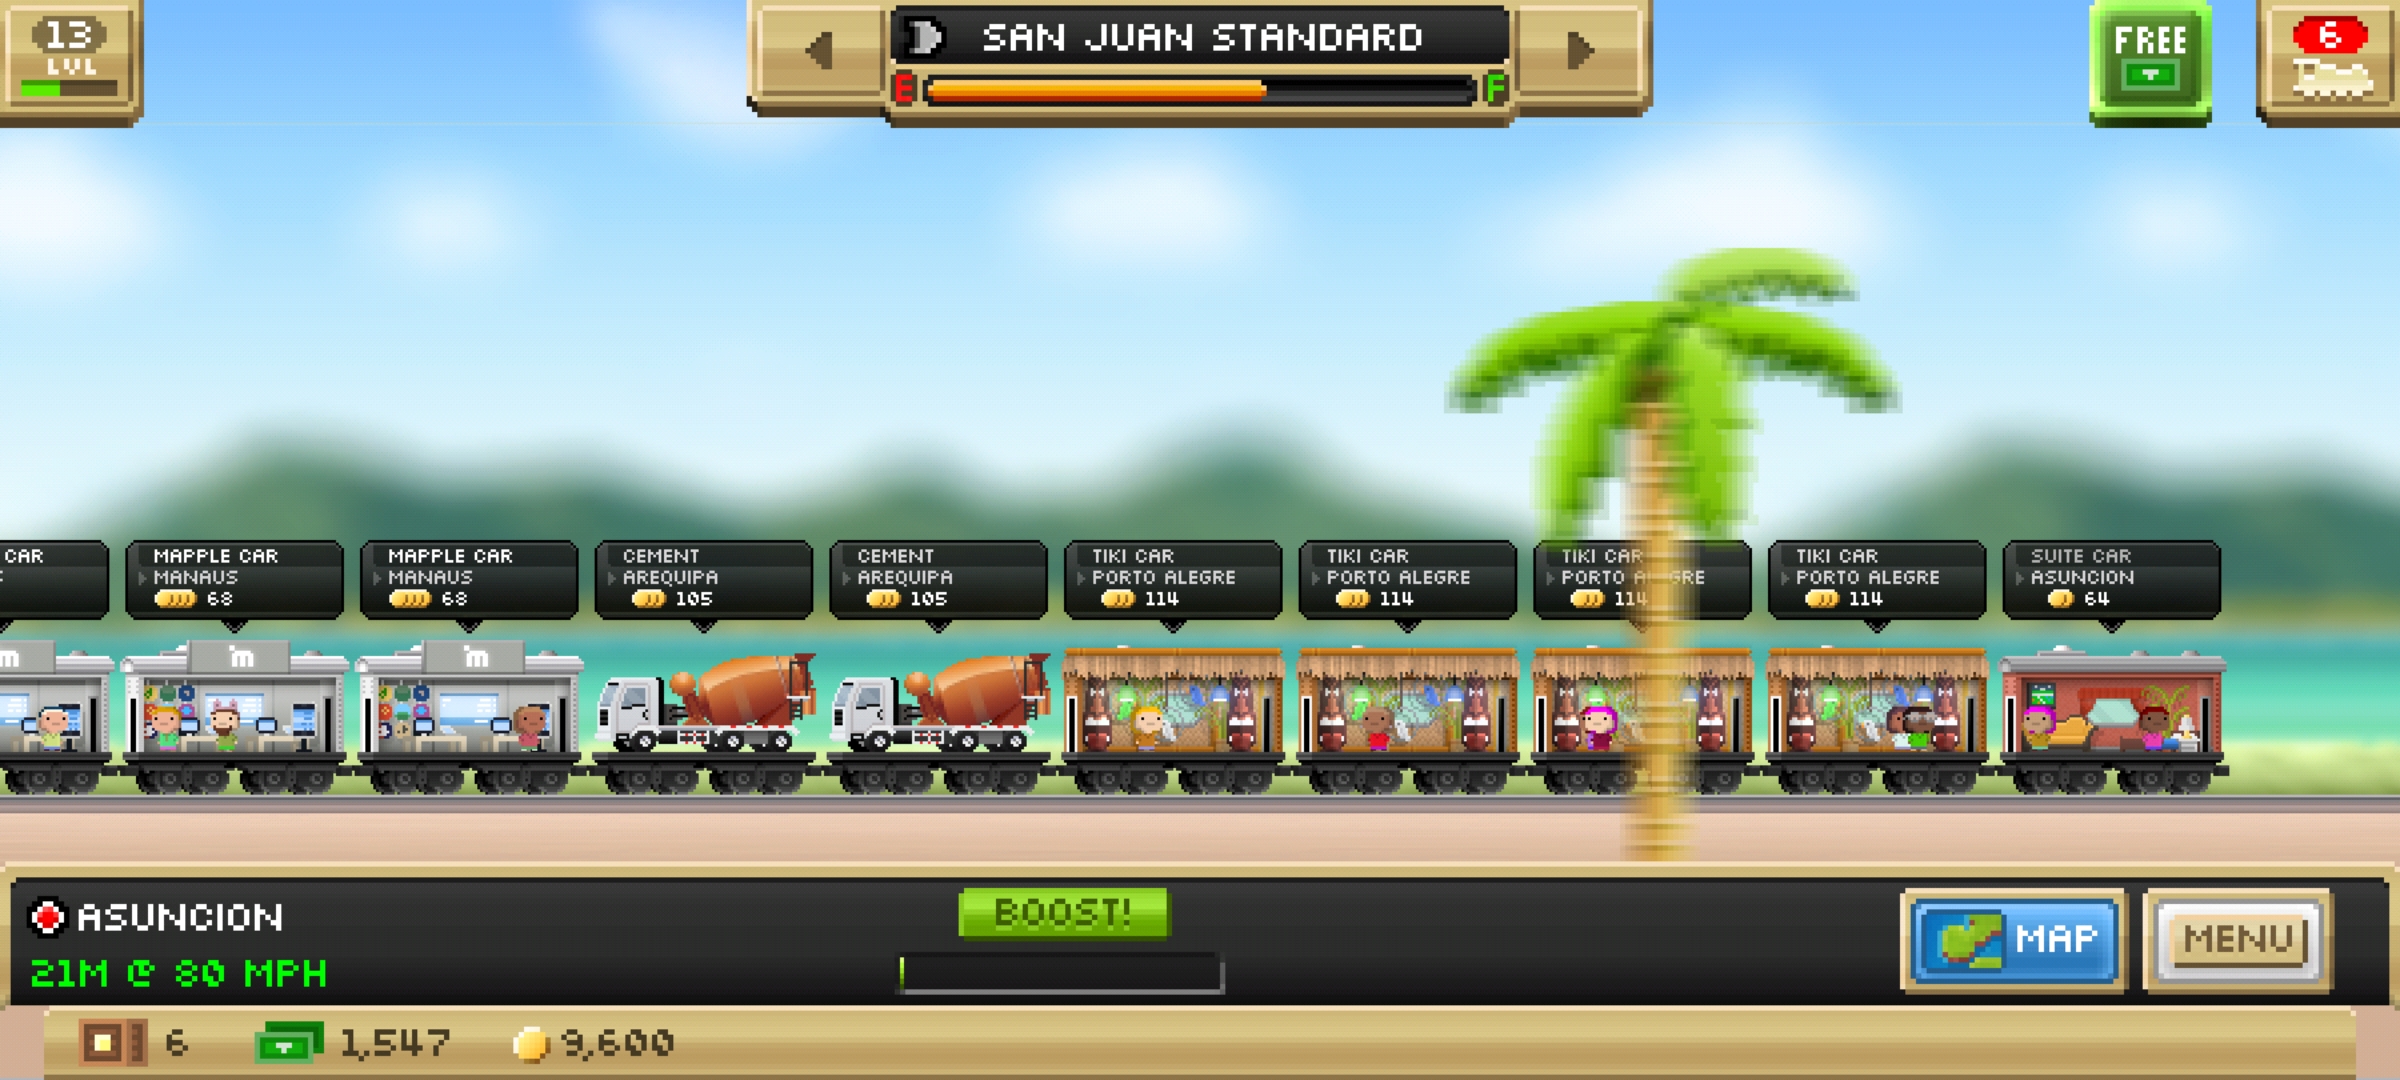 13
LVL
SAN JUAN STANDARD
E F
FREE
6
CAR
MAPPLE CAR
MANAUS
68
MAPPLE CAR
MANAUS
68
CEMENT
AREQUIPA
105
CEMENT
AREQUIPA
105
TIKI CAR
PORTO ALEGRE
114
TIKI CAR
PORTO ALEGRE
114
TIKI CAR
PORTO ALEGRE
114
TIKI CAR
PORTO ALEGRE
114
SUITE CAR
ASUNCION
64
m
m
m
ASUNCION
21M @ 80 MPH
BOOST!
MAP
MENU
6
1,547
9,600